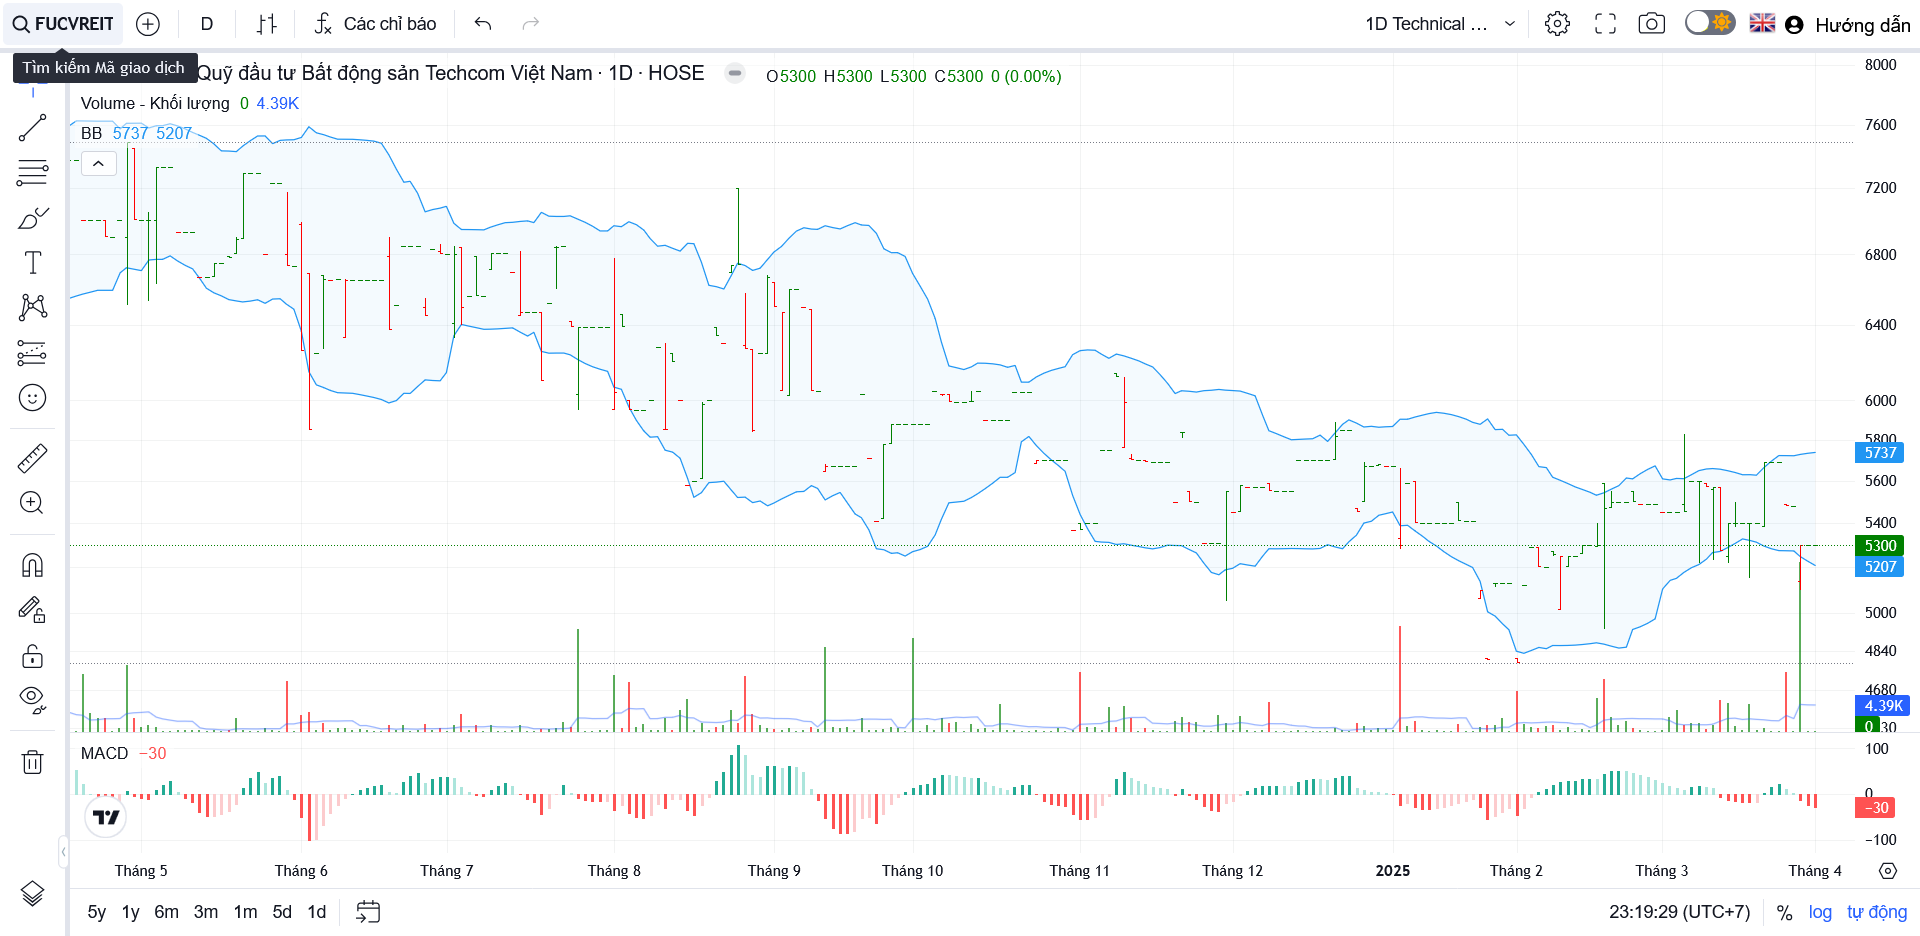 FUCVREIT
D
Các chỉ báo
1D Technical ...
Hướng dẫn
Tìm kiếm Mã giao dịch
Quỹ đầu tư Bất động sản Techcom Việt Nam · 1D · HOSE
O5300 H5300 L5300 C5300 0 (0.00%)
Volume - Khối lượng 0 4.39K
BB 5737 5207
8000
7600
7200
6800
6400
6000
5800
5737
5600
5400
5300
5207
5000
4840
4680
4.39K
0
30
MACD −30
100
0
−30
−100
Tháng 5
Tháng 6
Tháng 7
Tháng 8
Tháng 9
Tháng 10
Tháng 11
Tháng 12
2025
Tháng 2
Tháng 3
Tháng 4
5y 1y 6m 3m 1m 5d 1d
23:19:29 (UTC+7)
%
log
tự động